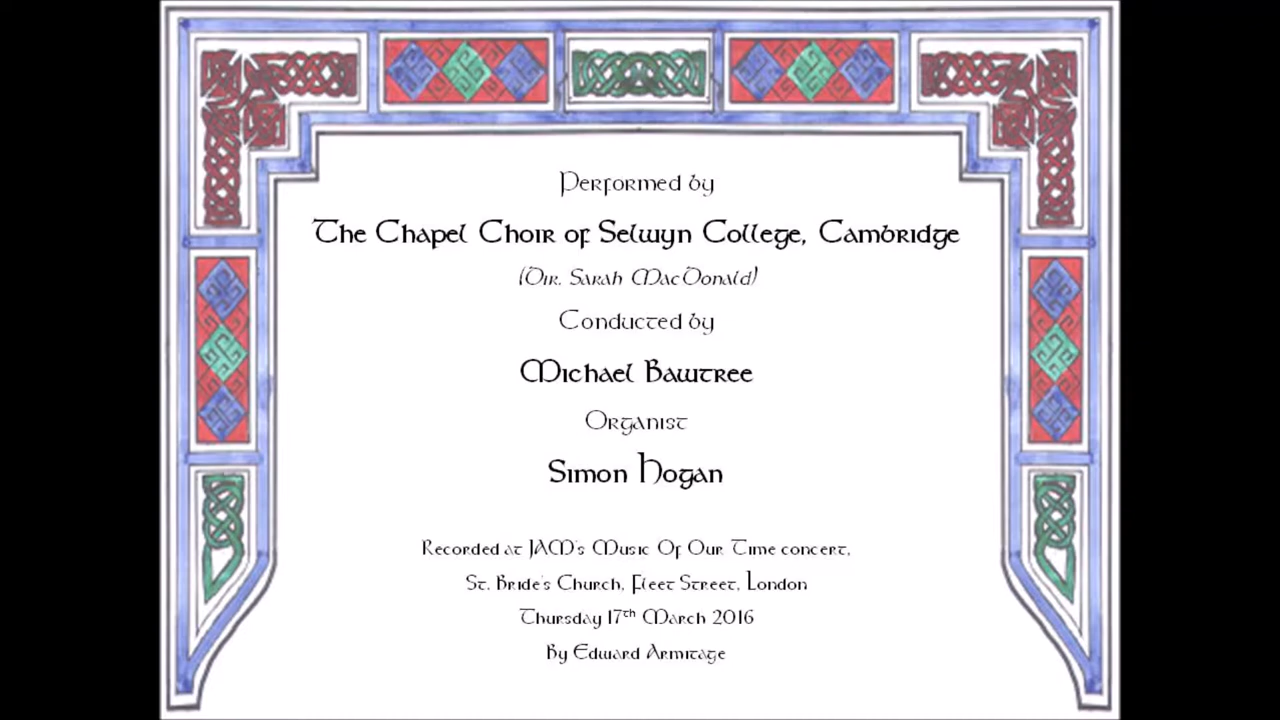 Performed by
The Chapel Choir of Selwyn College, Cambridge
(Dir. Sarah MacDonald)
Conducted by
Michael Bawtree
Organist
Simon Hogan
Recorded at JAM's Music Of Our Time concert,
St. Bride's Church, Fleet Street, London
Thursday 17th March 2016
By Edward Armitage